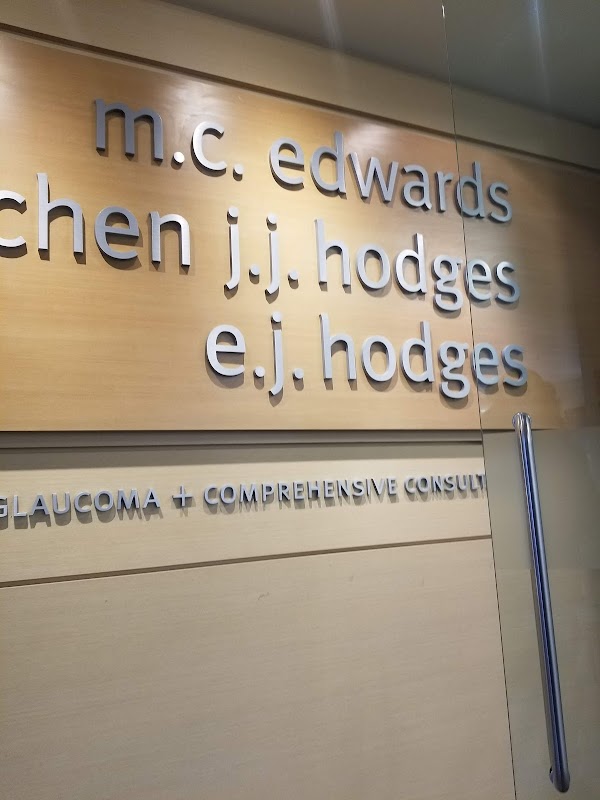 m.c. edwards
chen j.j. hodges
e.j. hodges
GLAUCOMA + COMPREHENSIVE CONSULT